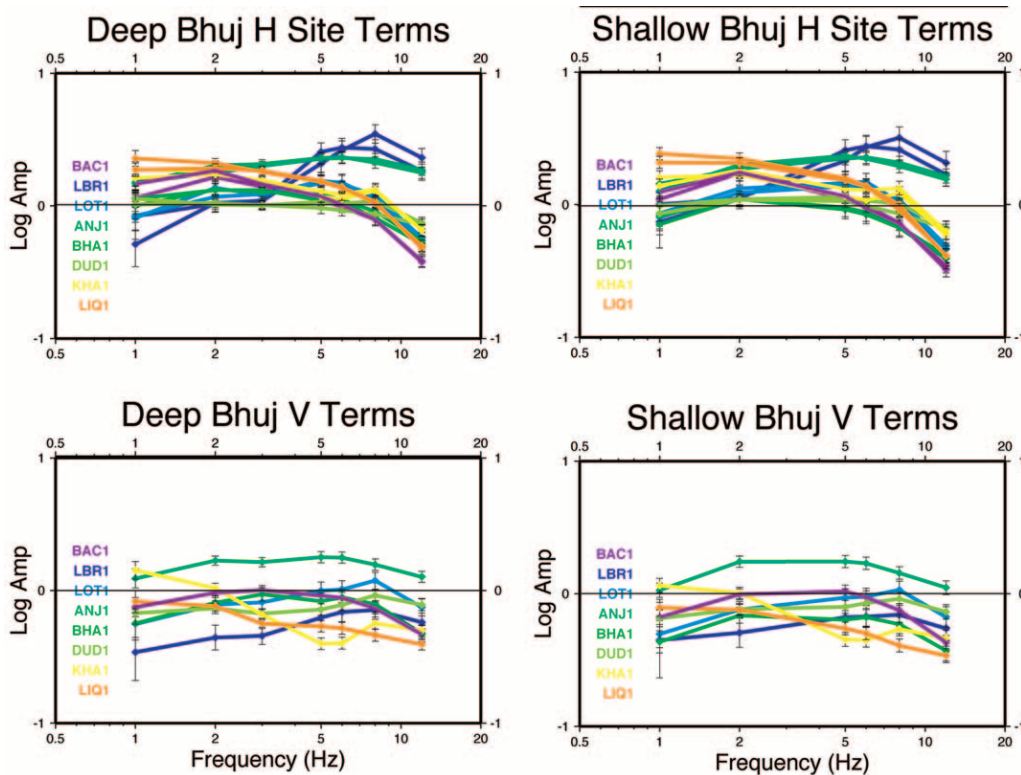 Deep Bhuj H Site Terms
0.5 1 2 5 10 20
1 1
Log Amp
BAC1
LBR1
LOT1
ANJ1
BHA1
DUD1
KHA1
LIQ1
0 0
-1 1
0.5 1 2 5 10 20
Shallow Bhuj H Site Terms
0.5 1 2 5 10 20
1
Log Amp
BAC1
LBR1
LOT1
ANJ1
BHA1
DUD1
KHA1
LIQ1
0
-1
0.5 1 2 5 10 20
Deep Bhuj V Terms
0.5 1 2 5 10 20
1 1
Log Amp
BAC1
LBR1
LOT1
ANJ1
BHA1
DUD1
KHA1
LIQ1
0 0
-1 1
0.5 1 2 5 10 20
Frequency (Hz)
Shallow Bhuj V Terms
0.5 1 2 5 10 20
1
Log Amp
BAC1
LBR1
LOT1
ANJ1
BHA1
DUD1
KHA1
LIQ1
0
-1
0.5 1 2 5 10 20
Frequency (Hz)